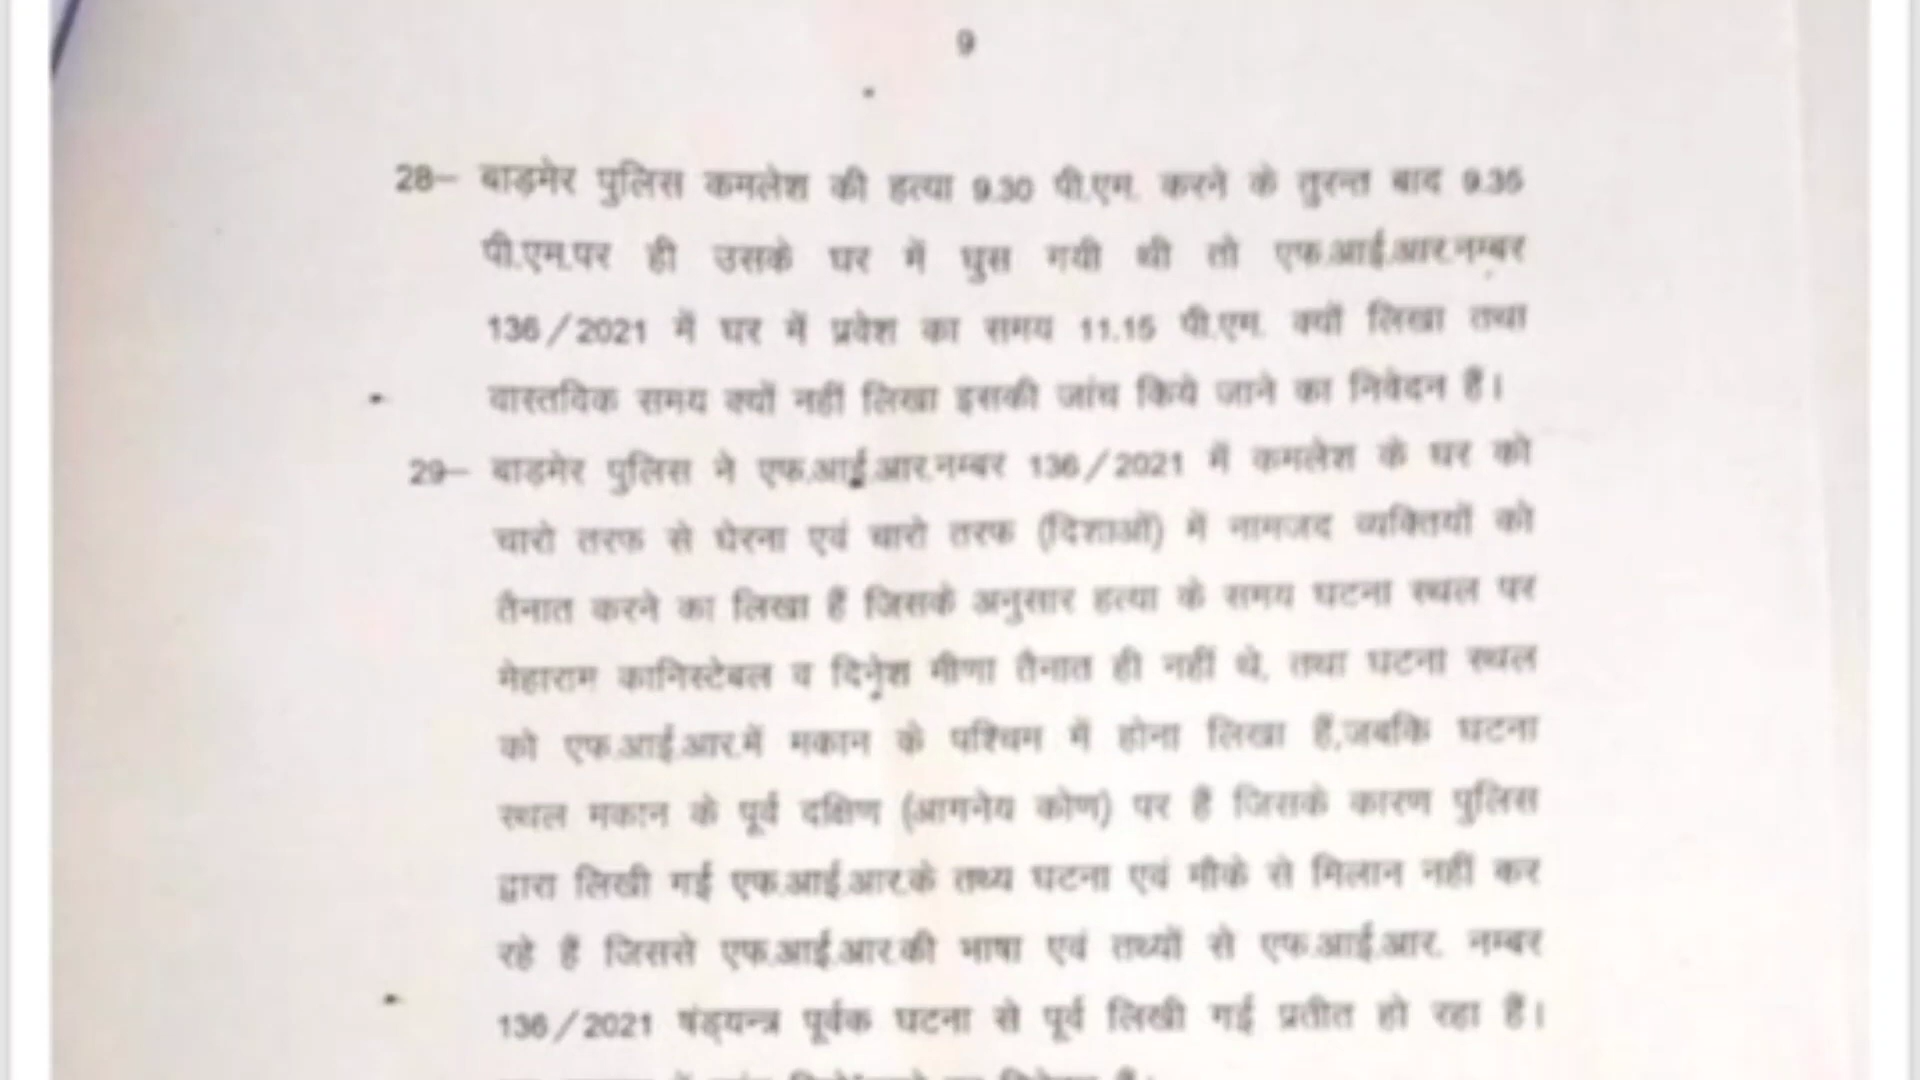 9
28– बाड़मेर पुलिस कमलेश की हत्या 9.30 पी.एम. करने के तुरन्त बाद 9.35
पी.एम.पर ही उसके घर में घुस गयी थी तो एफ.आई.आर.नम्बर
136/2021 में घर में प्रवेश का समय 11.15 पी.एम. क्यों लिखा तथा
वास्तविक समय क्यों नहीं लिखा इसकी जांच किये जाने का निवेदन हैं।
29– बाड़मेर पुलिस ने एफ.आई.आर.नम्बर 136/2021 में कमलेश के घर को
चारो तरफ से घेरना एवं चारो तरफ (दिशाओं) में नामजद व्यक्तियों को
तैनात करने का लिखा हैं जिसके अनुसार हत्या के समय घटना स्थल पर
मेहाराम कानिस्टेबल व दिनेश मीणा तैनात ही नहीं थे, तथा घटना स्थल
को एफ.आई.आर.में मकान के पश्चिम में होना लिखा हैं,जबकि घटना
स्थल मकान के पूर्व दक्षिण (आगनेय कोण) पर हैं जिसके कारण पुलिस
द्वारा लिखी गई एफ.आई.आर.के तथ्य घटना एवं मौके से मिलान नहीं कर
रहे हैं जिससे एफ.आई.आर.की भाषा एवं तथ्यों से एफ.आई.आर. नम्बर
136/2021 षंड्यन्त्र पूर्वक घटना से पूर्व लिखी गई प्रतीत हो रहा हैं।